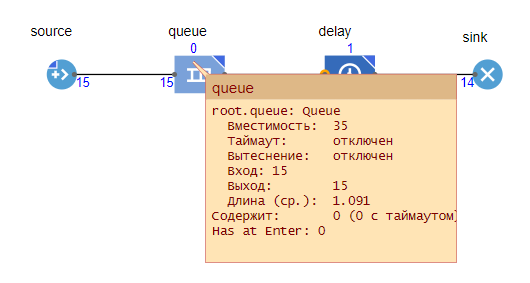 source queue delay sink
0 1
15 15 14
queue
root.queue: Queue
Вместимость: 35
Таймаут: отключен
Вытеснение: отключен
Вход: 15
Выход: 15
Длина (ср.): 1.091
Содержит: 0 (0 с таймаутом)
Has at Enter: 0